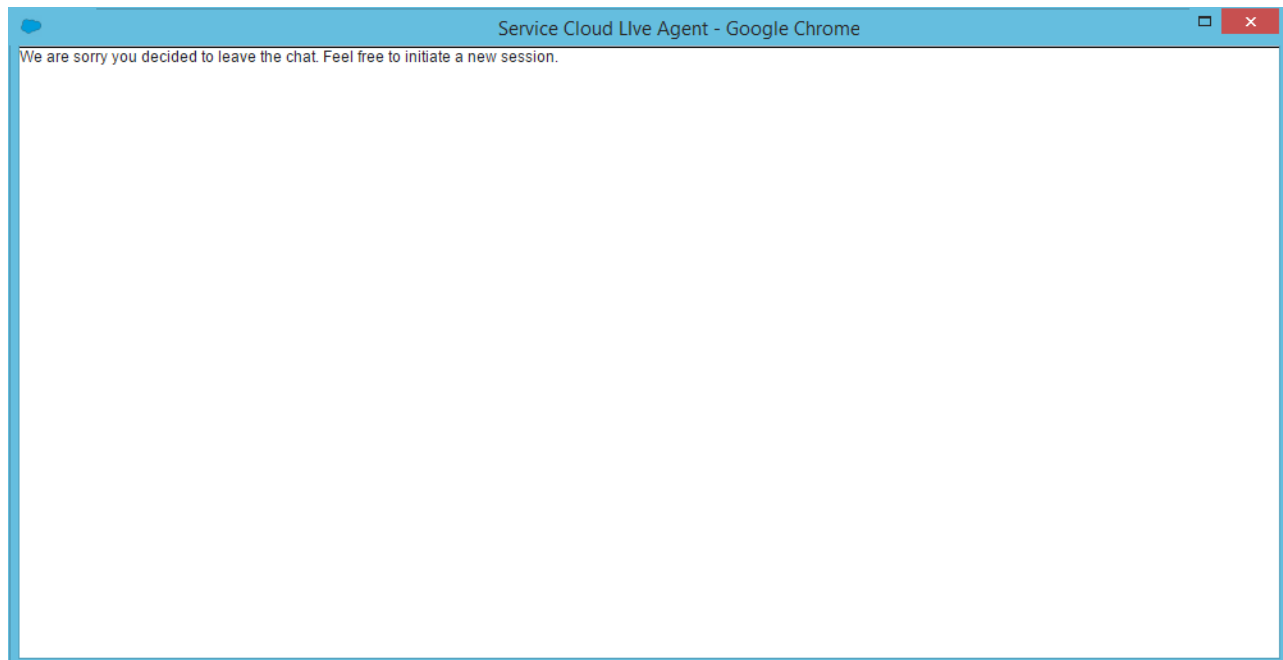 Service Cloud LIve Agent - Google Chrome
We are sorry you decided to leave the chat. Feel free to initiate a new session.